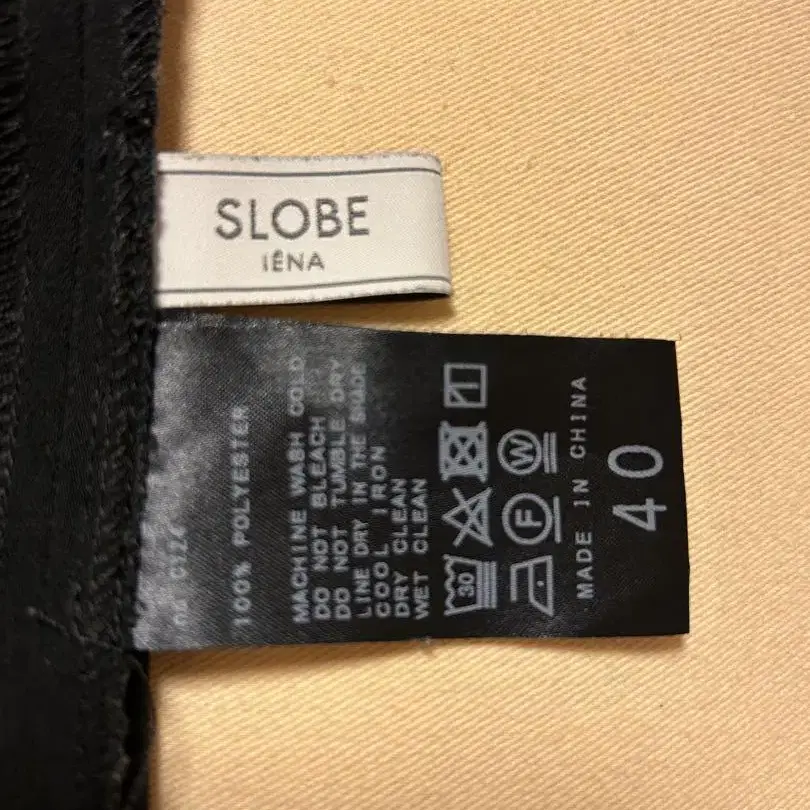 SLOBE
IÉNA
100% POLYESTER
MACHINE WASH COLD
DO NOT BLEACH
DO NOT TUMBLE DRY
LINE DRY IN THE SHADE
COOL IRON
DRY CLEAN
WET CLEAN
30
F
W
MADE IN CHINA
40